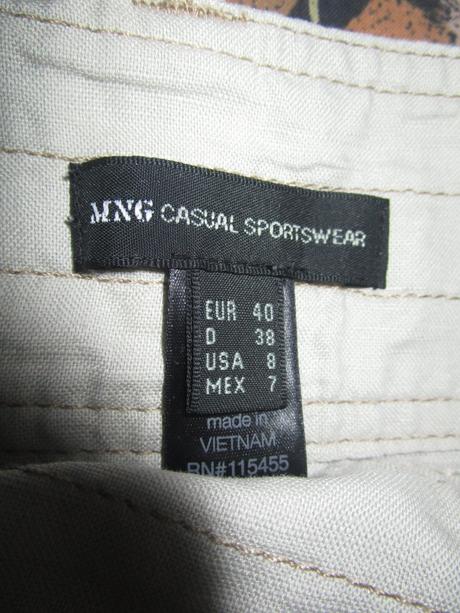 MNG CASUAL SPORTSWEAR
EUR 40
D 38
USA 8
MEX 7
made in
VIETNAM
RN#115455